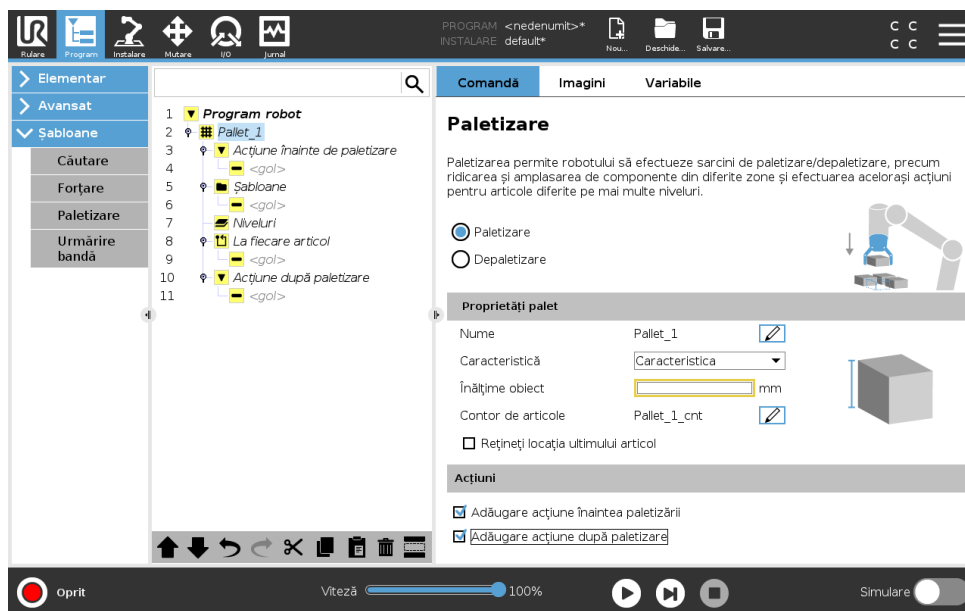 Rulare
Program
Instalare
Mutare
I/O
Jurnal
PROGRAM <nedenumit>*
INSTALARE default*
Nou...
Deschide...
Salvare...
C C
C C
Elementar
Avansat
Șabloane
Căutare
Forțare
Paletizare
Urmărire
bandă
1 Program robot
2 Pallet_1
3 Acțiune înainte de paletizare
4 <gol>
5 Șabloane
6 <gol>
7 Niveluri
8 La fiecare articol
9 <gol>
10 Acțiune după paletizare
11 <gol>
Comandă Imagini Variabile
Paletizare
Paletizarea permite robotului să efectueze sarcini de paletizare/depaletizare, precum
ridicarea și amplasarea de componente din diferite zone și efectuarea acelorași acțiuni
pentru articole diferite pe mai multe niveluri.
Paletizare
Depaletizare
Proprietăți palet
Nume Pallet_1
Caracteristică Caracteristica
Înălțime obiect mm
Contor de articole Pallet_1_cnt
Rețineți locația ultimului articol
Acțiuni
Adăugare acțiune înaintea paletizării
Adăugare acțiune după paletizare
Oprit
Viteză 100%
Simulare